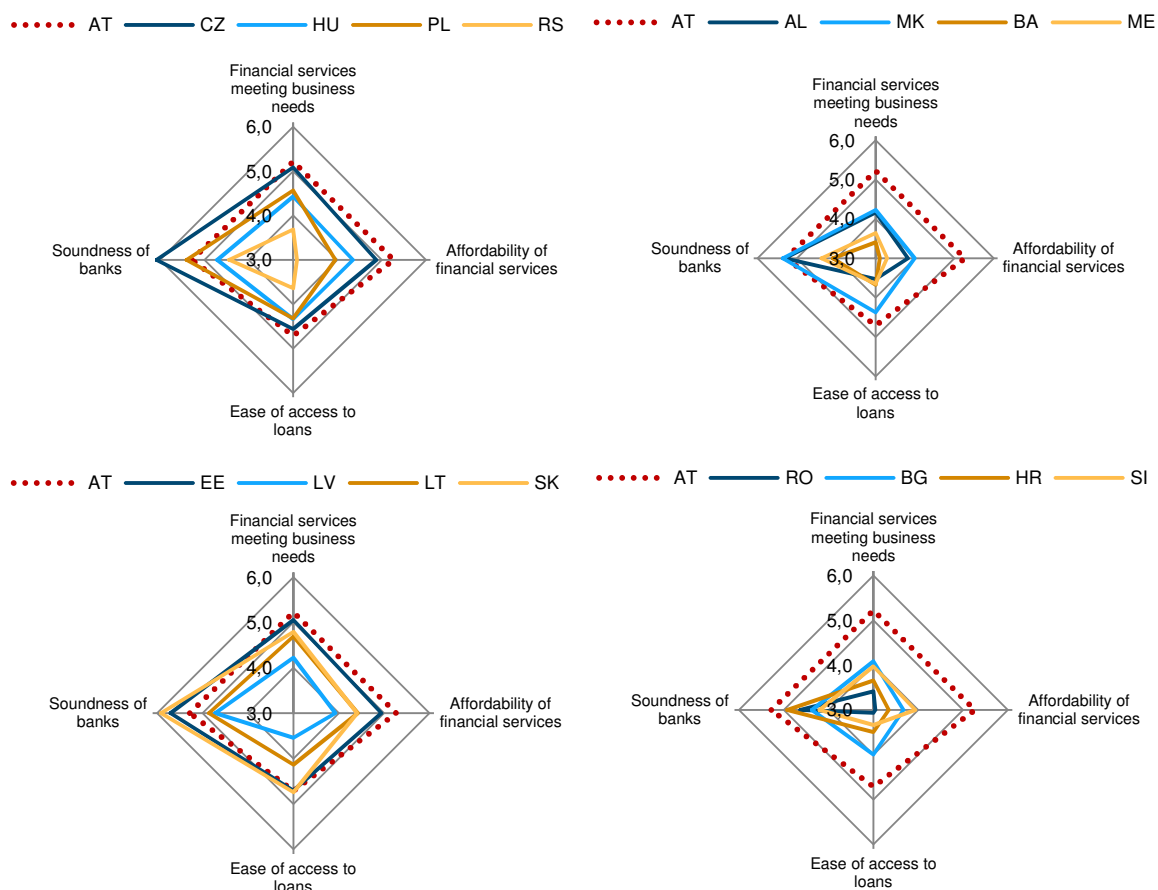 AT CZ HU PL RS
Financial services
meeting business
needs
6,0
5,0
4,0
3,0
Soundness of
banks
Affordability of
financial services
Ease of access to
loans
AT AL MK BA ME
Financial services
meeting business
needs
6,0
5,0
4,0
3,0
Soundness of
banks
Affordability of
financial services
Ease of access to
loans
AT EE LV LT SK
Financial services
meeting business
needs
6,0
5,0
4,0
3,0
Soundness of
banks
Affordability of
financial services
Ease of access to
loans
AT RO BG HR SI
Financial services
meeting business
needs
6,0
5,0
4,0
3,0
Soundness of
banks
Affordability of
financial services
Ease of access to
loans